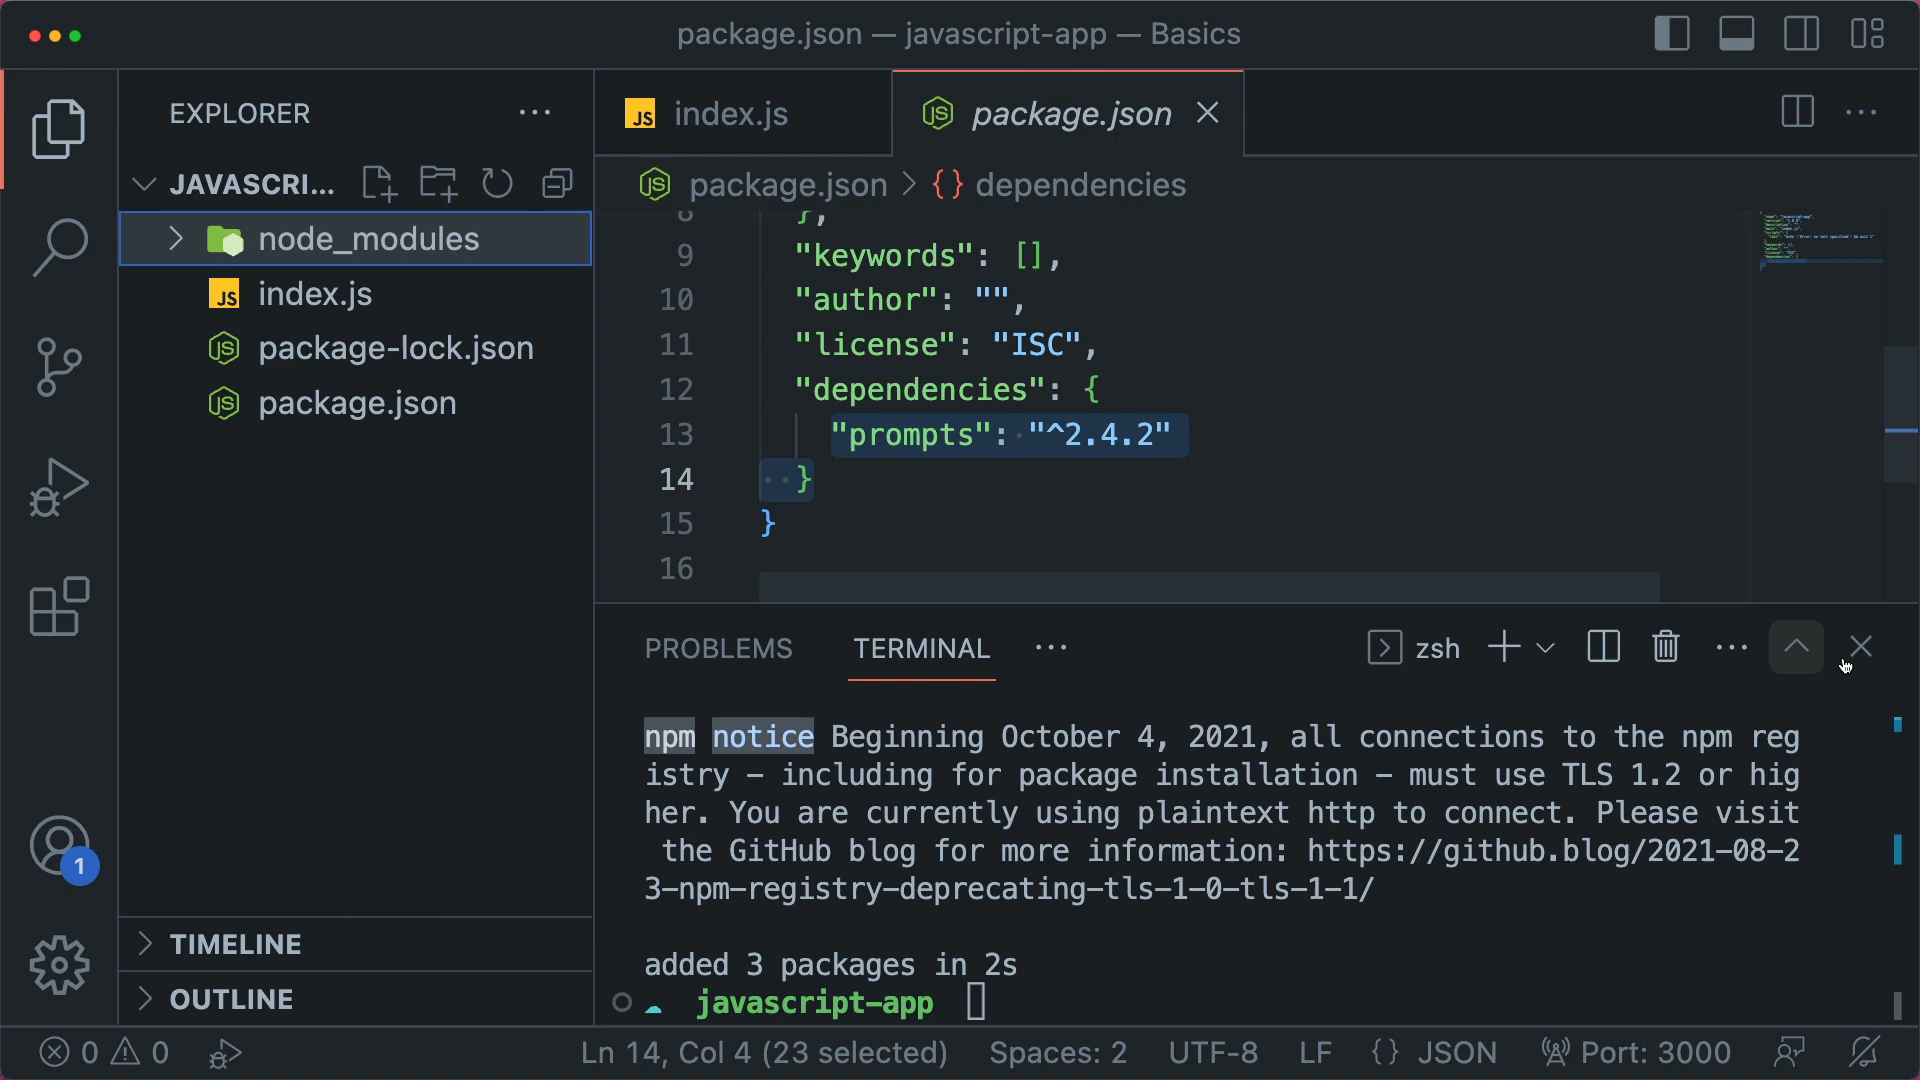 package.json — javascript-app — Basics
EXPLORER
JAVASCRI...
node_modules
index.js
package-lock.json
package.json
TIMELINE
OUTLINE
index.js
package.json
package.json > {} dependencies
8 },
9 "keywords": [],
10 "author": "",
11 "license": "ISC",
12 "dependencies": {
13 "prompts": "^2.4.2"
14 }
15 }
16
PROBLEMS TERMINAL
zsh
npm notice Beginning October 4, 2021, all connections to the npm reg
istry – including for package installation – must use TLS 1.2 or hig
her. You are currently using plaintext http to connect. Please visit
the GitHub blog for more information: https://github.blog/2021-08-2
3-npm-registry-deprecating-tls-1-0-tls-1-1/
added 3 packages in 2s
javascript-app
1
0 0
Ln 14, Col 4 (23 selected) Spaces: 2 UTF-8 LF {} JSON Port: 3000